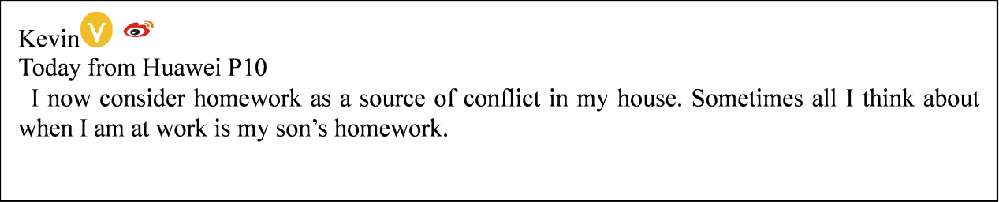 Kevin V
Today from Huawei P10
I now consider homework as a source of conflict in my house. Sometimes all I think about
when I am at work is my son’s homework.